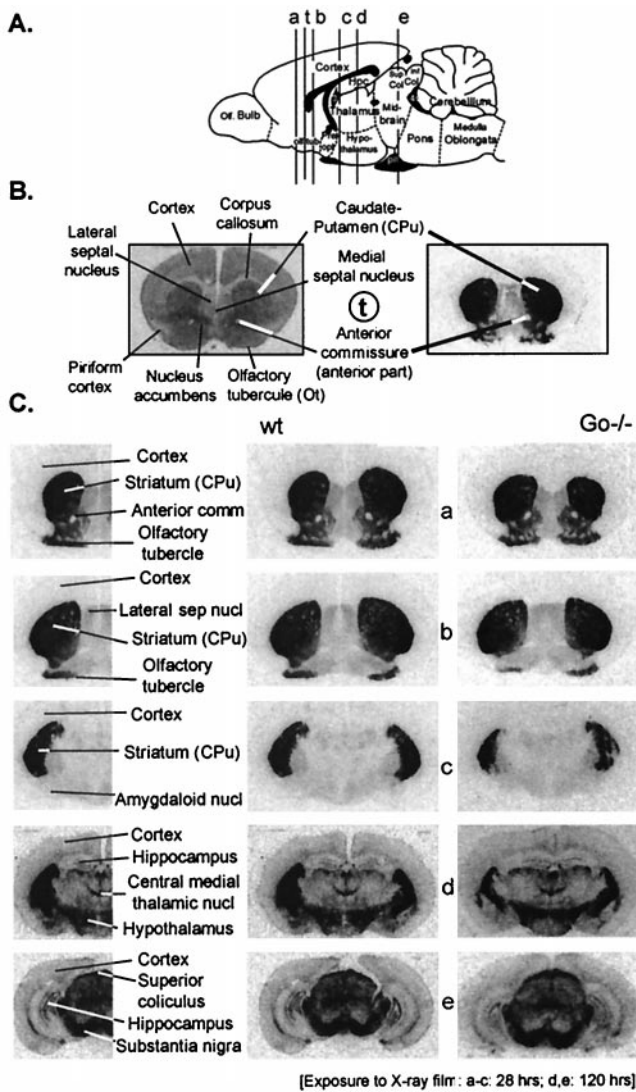 A.
a t b c d e
Cortex
Hpc
Sup Col
Inf Col
Cerebellum
Of. Bulb
Thalamus
Mid-
brain
Hypo-
thalamus
Pons
Medulla
Oblongata
B.
Cortex
Corpus
callosum
Caudate-
Putamen (CPu)
Lateral
septal
nucleus
Medial
septal nucleus
t
Anterior
commissure
(anterior part)
Piriform
cortex
Nucleus
accumbens
Olfactory
tubercule (Ot)
C.
wt
Go-/-
Cortex
Striatum (CPu)
Anterior comm
Olfactory
tubercle
a
Cortex
Lateral sep nucl
Striatum (CPu)
Olfactory
tubercle
b
Cortex
Striatum (CPu)
Amygdaloid nucl
c
Cortex
Hippocampus
Central medial
thalamic nucl
Hypothalamus
d
Cortex
Superior
coliculus
Hippocampus
Substantia nigra
e
[Exposure to X-ray film: a-c: 28 hrs; d,e: 120 hrs]